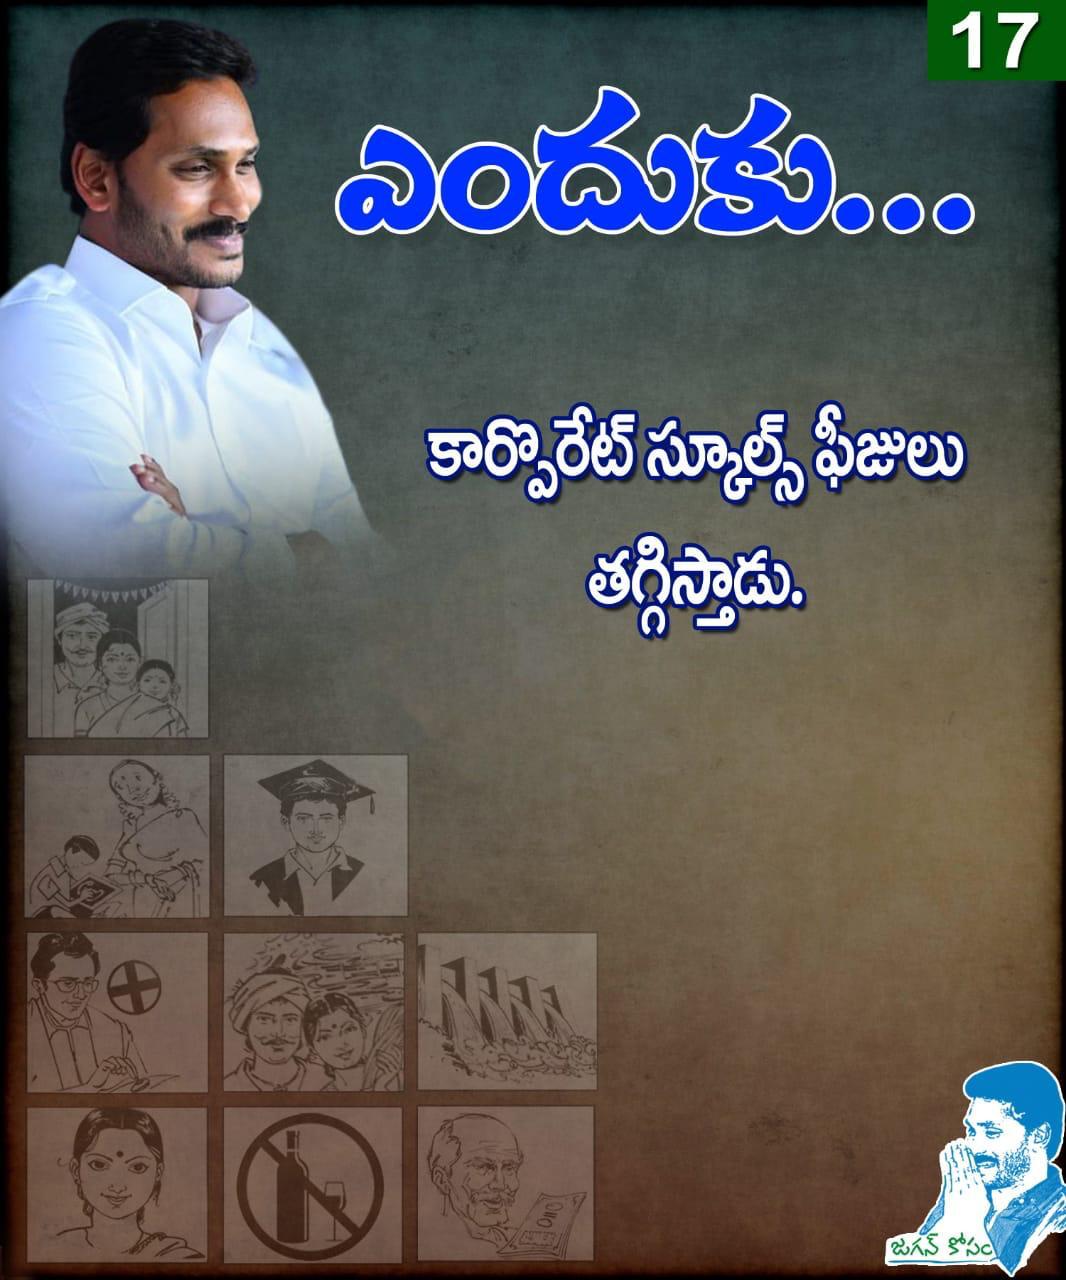 17
ఎందుకు...
కార్పొరేట్ స్కూల్స్ ఫీజులు
తగ్గిస్తాడు.
జగన్ కోసం